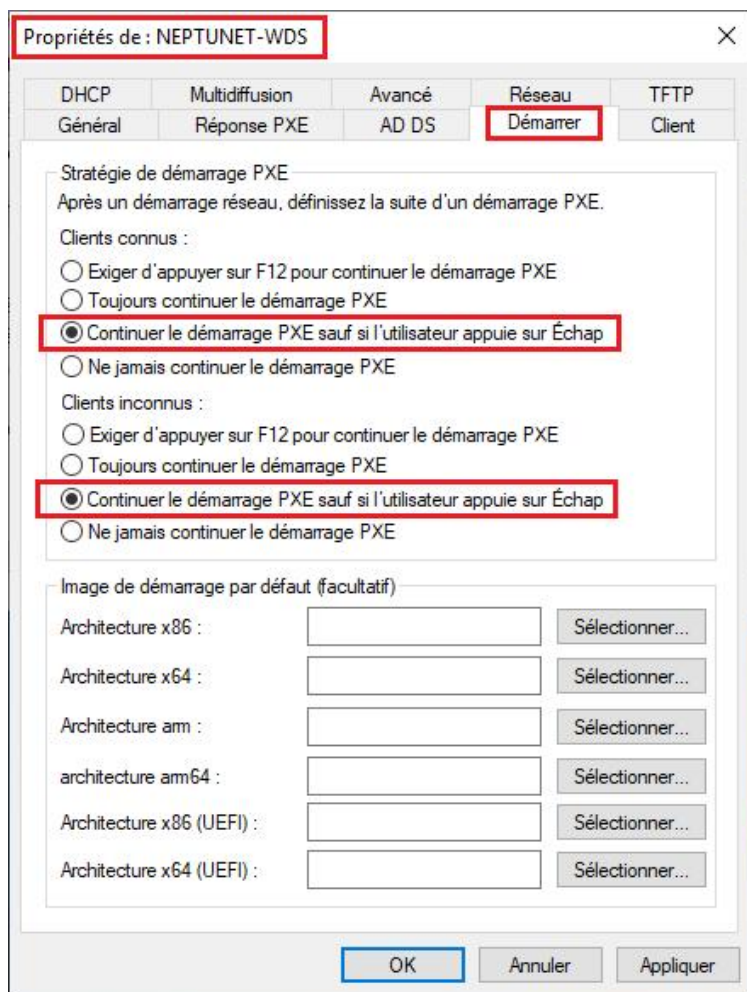 Propriétés de : NEPTUNET-WDS
DHCP Multidiffusion Avancé Réseau TFTP
Général Réponse PXE AD DS Démarrer Client
Stratégie de démarrage PXE
Après un démarrage réseau, définissez la suite d'un démarrage PXE.
Clients connus :
Exiger d'appuyer sur F12 pour continuer le démarrage PXE
Toujours continuer le démarrage PXE
Continuer le démarrage PXE sauf si l'utilisateur appuie sur Échap
Ne jamais continuer le démarrage PXE
Clients inconnus :
Exiger d'appuyer sur F12 pour continuer le démarrage PXE
Toujours continuer le démarrage PXE
Continuer le démarrage PXE sauf si l'utilisateur appuie sur Échap
Ne jamais continuer le démarrage PXE
Image de démarrage par défaut (facultatif)
Architecture x86 : Sélectionner...
Architecture x64 : Sélectionner...
Architecture arm : Sélectionner...
architecture arm64 : Sélectionner...
Architecture x86 (UEFI) : Sélectionner...
Architecture x64 (UEFI) : Sélectionner...
OK Annuler Appliquer